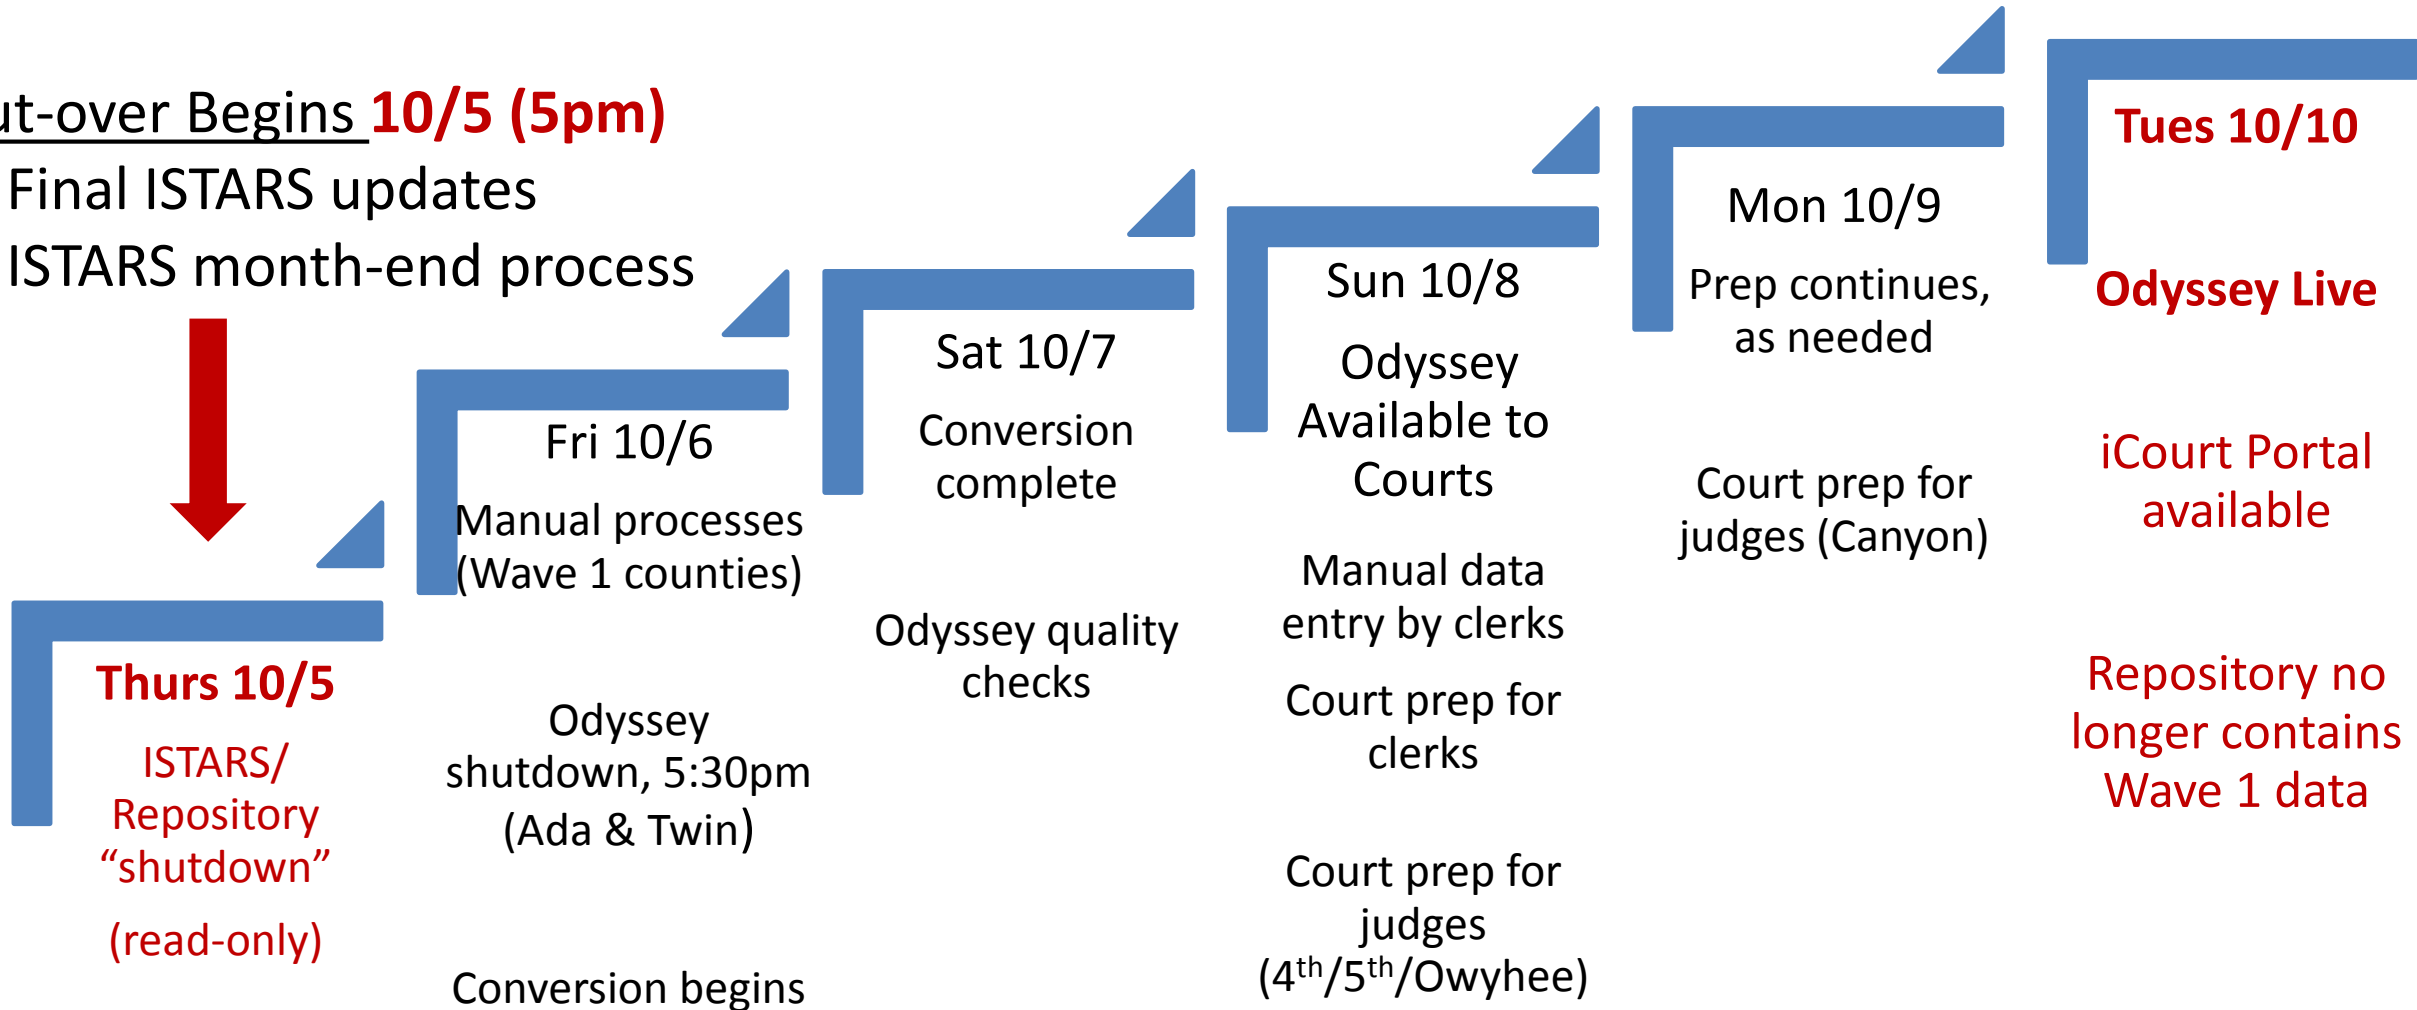 ut-over Begins 10/5 (5pm)
Final ISTARS updates
ISTARS month-end process
Thurs 10/5
ISTARS/
Repository
“shutdown”
(read-only)
Fri 10/6
Manual processes
(Wave 1 counties)
Odyssey
shutdown, 5:30pm
(Ada & Twin)
Conversion begins
Sat 10/7
Conversion
complete
Odyssey quality
checks
Sun 10/8
Odyssey
Available to
Courts
Manual data
entry by clerks
Court prep for
clerks
Court prep for
judges
(4th/5th/Owyhee)
Mon 10/9
Prep continues,
as needed
Court prep for
judges (Canyon)
Tues 10/10
Odyssey Live
iCourt Portal
available
Repository no
longer contains
Wave 1 data